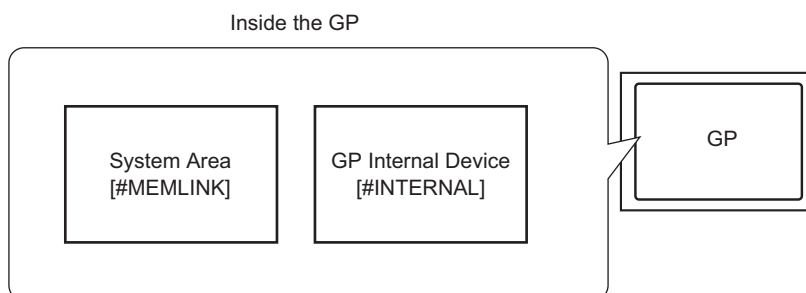 Inside the GP
System Area
[#MEMLINK]
GP Internal Device
[#INTERNAL]
GP